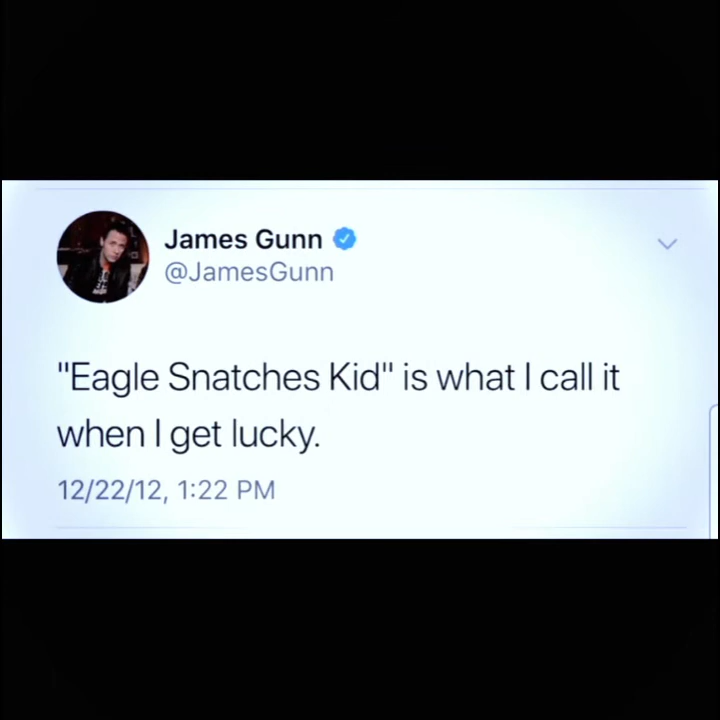 James Gunn
@JamesGunn
"Eagle Snatches Kid" is what I call it
when I get lucky.
12/22/12, 1:22 PM